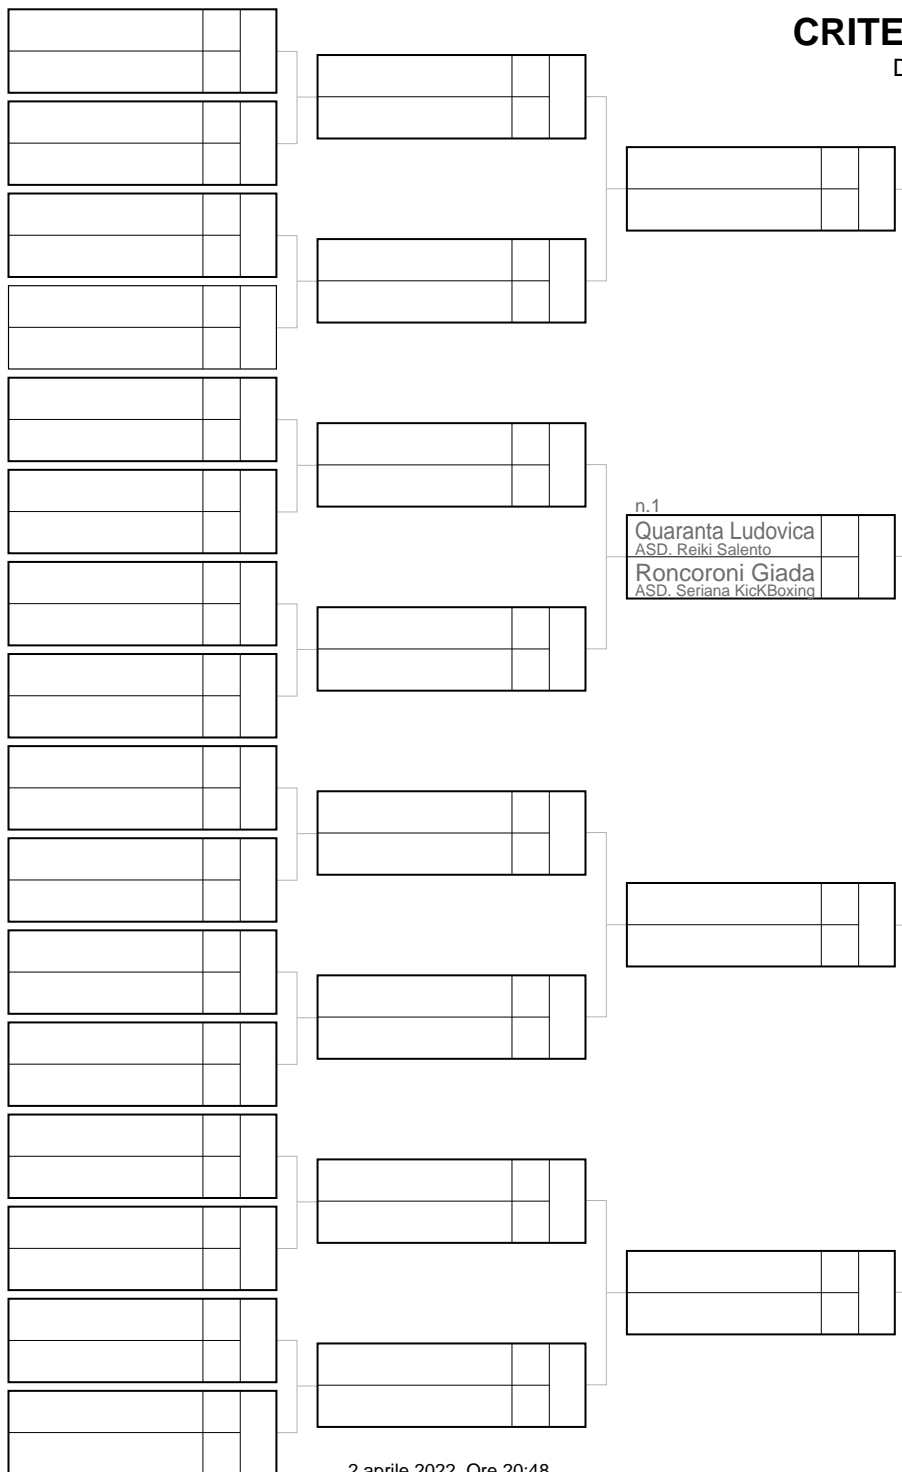 CRITE
D
n.1
Quaranta Ludovica
ASD. Reiki Salento
Roncoroni Giada
ASD. Seriana KicKBoxing
2 aprile 2022 Ore 20:48